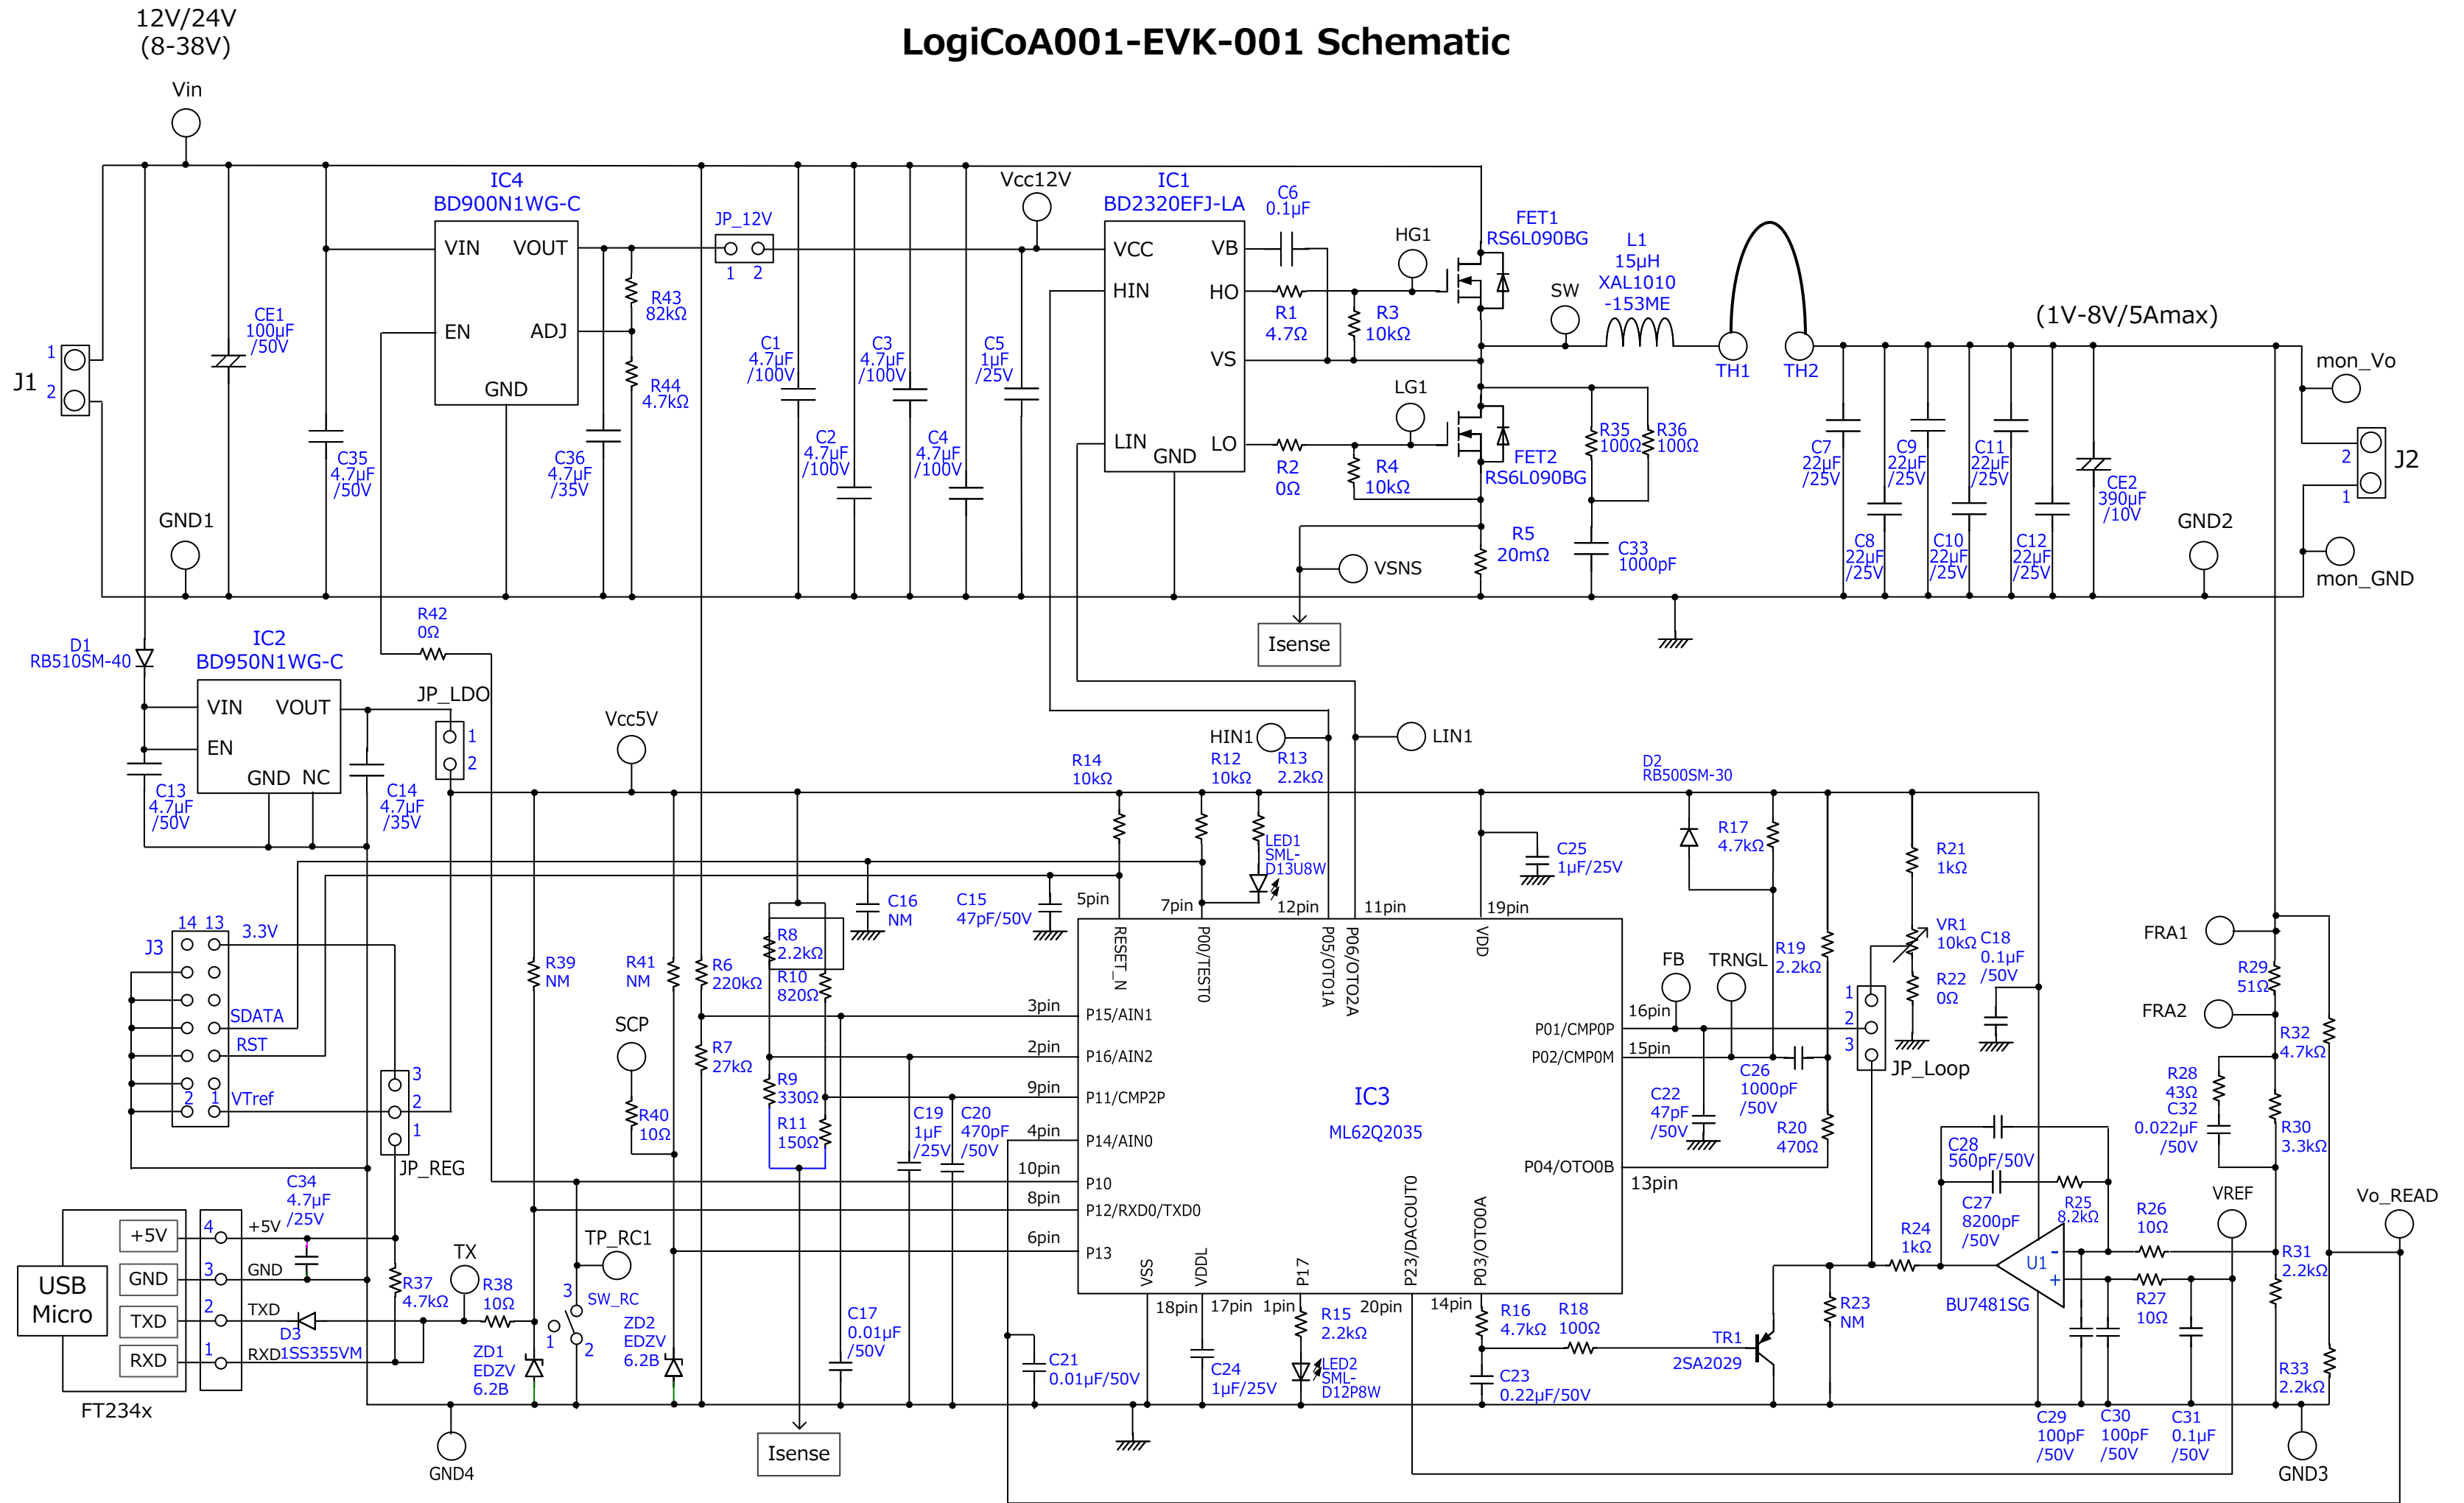 12V/24V
(8-38V)
LogiCoA001-EVK-001 Schematic
Vin
IC4
BD900N1WG-C
VIN
VOUT
EN
ADJ
GND
JP_12V
1
2
Vcc12V
IC1
BD2320EFJ-LA
VCC
VB
HIN
HO
VS
LIN
LO
GND
C6
0.1µF
HG1
FET1
RS6L090BG
L1
15µH
XAL1010
-153ME
SW
R1
4.7Ω
R3
10kΩ
R43
82kΩ
R44
4.7kΩ
CE1
100µF
/50V
J1
1
2
C1
4.7µF
/100V
C3
4.7µF
/100V
C5
1µF
/25V
C2
4.7µF
/100V
C4
4.7µF
/100V
C35
4.7µF
/50V
C36
4.7µF
/35V
LG1
R2
0Ω
R4
10kΩ
FET2
RS6L090BG
R35
100Ω
R36
100Ω
R5
20mΩ
C33
1000pF
VSNS
Isense
TH1
TH2
(1V-8V/5Amax)
mon_Vo
J2
2
1
mon_GND
GND2
C7
22µF
/25V
C9
22µF
/25V
C11
22µF
/25V
C8
22µF
/25V
C10
22µF
/25V
C12
22µF
/25V
CE2
390µF
/10V
GND1
R42
0Ω
D1
RB510SM-40
IC2
BD950N1WG-C
VIN
VOUT
EN
GND
NC
C13
4.7µF
/50V
C14
4.7µF
/35V
JP_LDO
1
2
Vcc5V
HIN1
LIN1
R14
10kΩ
R12
10kΩ
R13
2.2kΩ
LED1
SML-
D13U8W
D2
RB500SM-30
R17
4.7kΩ
C25
1µF/25V
R21
1kΩ
VR1
10kΩ
R22
0Ω
C18
0.1µF
/50V
C16
NM
C15
47pF/50V
5pin
7pin
12pin
11pin
19pin
RESET_N
P00/TEST0
P05/OTO1A
P06/OTO2A
VDD
J3
14
13
3.3V
SDATA
RST
2
1
VTref
3
2
1
JP_REG
R39
NM
R41
NM
R6
220kΩ
R7
27kΩ
R8
2.2kΩ
R10
820Ω
R9
330Ω
R11
150Ω
SCP
R40
10Ω
C19
1µF
/25V
C20
470pF
/50V
3pin
2pin
9pin
4pin
10pin
8pin
6pin
P15/AIN1
P16/AIN2
P11/CMP2P
P14/AIN0
P10
P12/RXD0/TXD0
P13
IC3
ML62Q2035
P01/CMP0P
P02/CMP0M
P04/OTO0B
16pin
15pin
13pin
FB
TRNGL
R19
2.2kΩ
C26
1000pF
/50V
C22
47pF
/50V
R20
470Ω
1
2
3
JP_Loop
FRA1
R29
51Ω
FRA2
R32
4.7kΩ
R28
43Ω
C32
0.022µF
/50V
R30
3.3kΩ
C28
560pF/50V
C27
8200pF
/50V
R25
8.2kΩ
R24
1kΩ
R26
10Ω
VREF
Vo_READ
U1
-
+
BU7481SG
R27
10Ω
R31
2.2kΩ
R33
2.2kΩ
C34
4.7µF
/25V
USB
Micro
+5V
GND
TXD
RXD
FT234x
4
3
2
1
+5V
GND
TXD
RXD
D3
1SS355VM
R37
4.7kΩ
TX
R38
10Ω
ZD1
EDZV
6.2B
TP_RC1
3
SW_RC
1
2
ZD2
EDZV
6.2B
C17
0.01µF
/50V
C21
0.01µF/50V
VSS
VDDL
P17
P23/DACOUT0
P03/OTO0A
18pin
17pin
1pin
20pin
14pin
C24
1µF/25V
R15
2.2kΩ
LED2
SML-
D12P8W
R16
4.7kΩ
R18
100Ω
C23
0.22µF/50V
TR1
2SA2029
R23
NM
C29
100pF
/50V
C30
100pF
/50V
C31
0.1µF
/50V
GND3
GND4
Isense